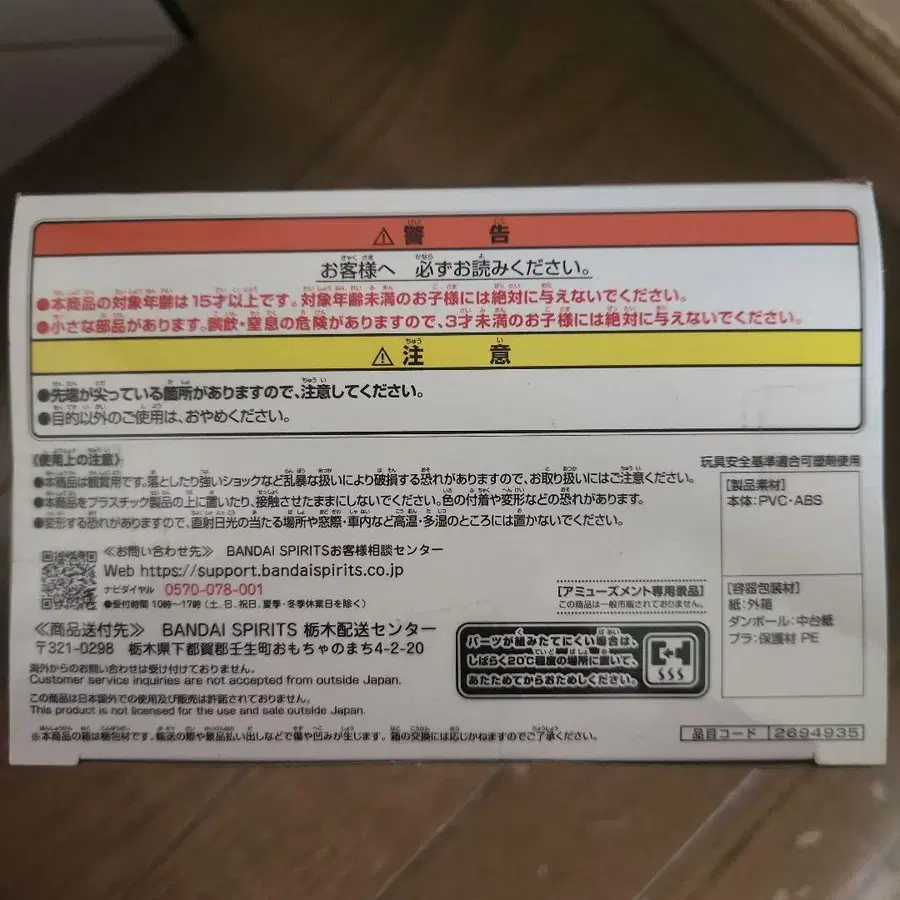 ⚠警告
お客様へ 必ずお読みください。
●本商品の対象年齢は15才以上です。対象年齢未満のお子様には絶対に与えないでください。
●小さな部品があります。誤飲・窒息の危険がありますので、3才未満のお子様には絶対に与えないでください。
⚠注意
●先端が尖っている箇所がありますので、注意してください。
●目的以外のご使用は、おやめください。
《使用上の注意》
●本商品は観賞用です。落としたり強いショックなど乱暴な扱いにより破損する恐れがありますので、お取り扱いにはご注意ください。
●本商品をプラスチック製品の上に置いたり、接触させたままにしないでください。色の付着や変形などの恐れがあります。
●変形する恐れがありますので、直射日光の当たる場所や窓際・車内など高温・多湿のところには置かないでください。
≪お問い合わせ先≫ BANDAI SPIRITSお客様相談センター
Web https://support.bandaispirits.co.jp
ナビダイヤル 0570-078-001
●受付時間 10時〜17時(土、日、祝日、夏季・冬季休業日を除く)
≪商品送付先≫ BANDAI SPIRITS 栃木配送センター
〒321-0298 栃木県下都賀郡壬生町おもちゃのまち4-2-20
海外からのお問い合わせは受け付けておりません。
Customer service inquiries are not accepted from outside Japan.
この商品は日本国外での使用及び販売は許諾されておりません。
This product is not licensed for the use and sale outside Japan.
※本商品の箱は梱包材です。輸送の際や景品払い出しなどで傷や凹みが生じます。箱の交換には応じかねますのでご了承ください。
[アミューズメント専用景品]
この商品は一般市販されておりません。
パーツが組みたてにくい場合は、
しばらく20℃程度の場所に置いて、
あたためてからおためしください。
玩具安全基準適合可塑剤使用
[製品素材]
本体:PVC・ABS
[容器包装材]
紙:外箱
ダンボール:中台紙
プラ:保護材 PE
品目コード 2694935